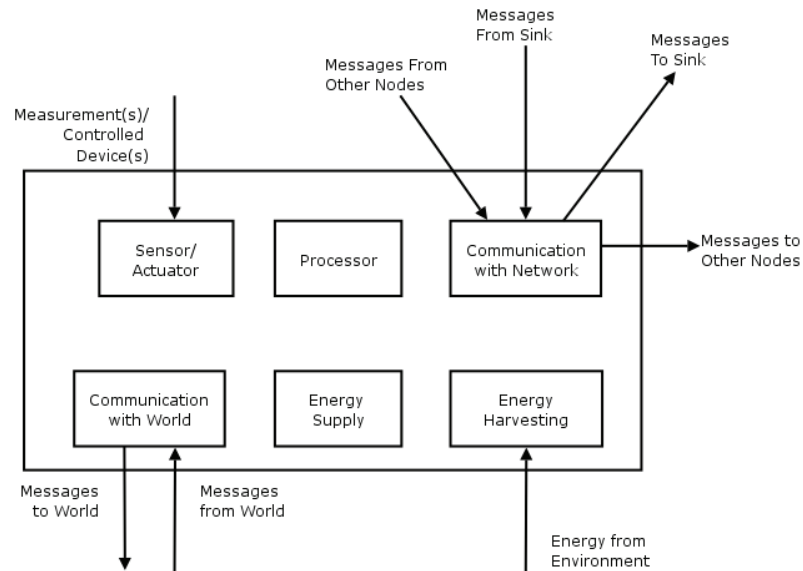 Messages
From Sink
Messages
To Sink
Messages From
Other Nodes
Measurement(s)/
Controlled
Device(s)
Sensor/
Actuator
Processor
Communication
with Network
Messages to
Other Nodes
Communication
with World
Energy
Supply
Energy
Harvesting
Messages
to World
Messages
from World
Energy from
Environment